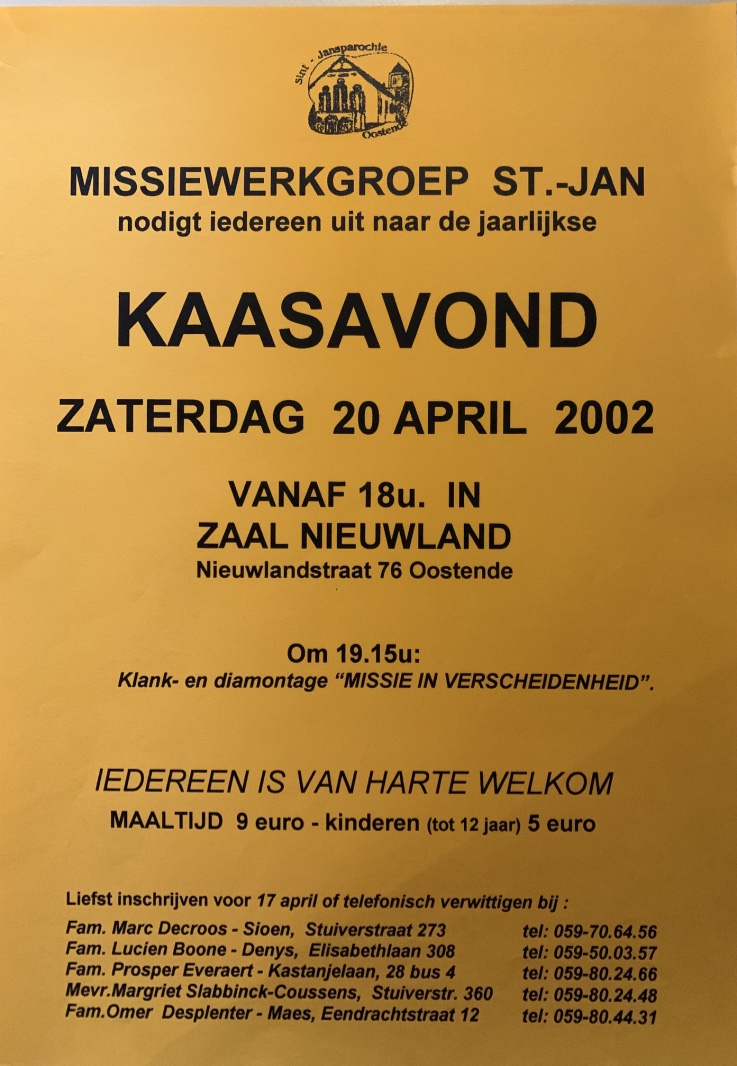 Sint - Jansparochie
Oostende
MISSIEWERKGROEP ST.-JAN
nodigt iedereen uit naar de jaarlijkse
KAASAVOND
ZATERDAG 20 APRIL 2002
VANAF 18u. IN
ZAAL NIEUWLAND
Nieuwlandstraat 76 Oostende
Om 19.15u:
Klank- en diamontage “MISSIE IN VERSCHEIDENHEID”.
IEDEREEN IS VAN HARTE WELKOM
MAALTIJD 9 euro - kinderen (tot 12 jaar) 5 euro
Liefst inschrijven voor 17 april of telefonisch verwittigen bij :
Fam. Marc Decroos - Sioen, Stuiverstraat 273 tel: 059-70.64.56
Fam. Lucien Boone - Denys, Elisabethlaan 308 tel: 059-50.03.57
Fam. Prosper Everaert - Kastanjelaan, 28 bus 4 tel: 059-80.24.66
Mevr.Margriet Slabbinck-Coussens, Stuiverstr. 360 tel: 059-80.24.48
Fam.Omer Desplenter - Maes, Eendrachtstraat 12 tel: 059-80.44.31